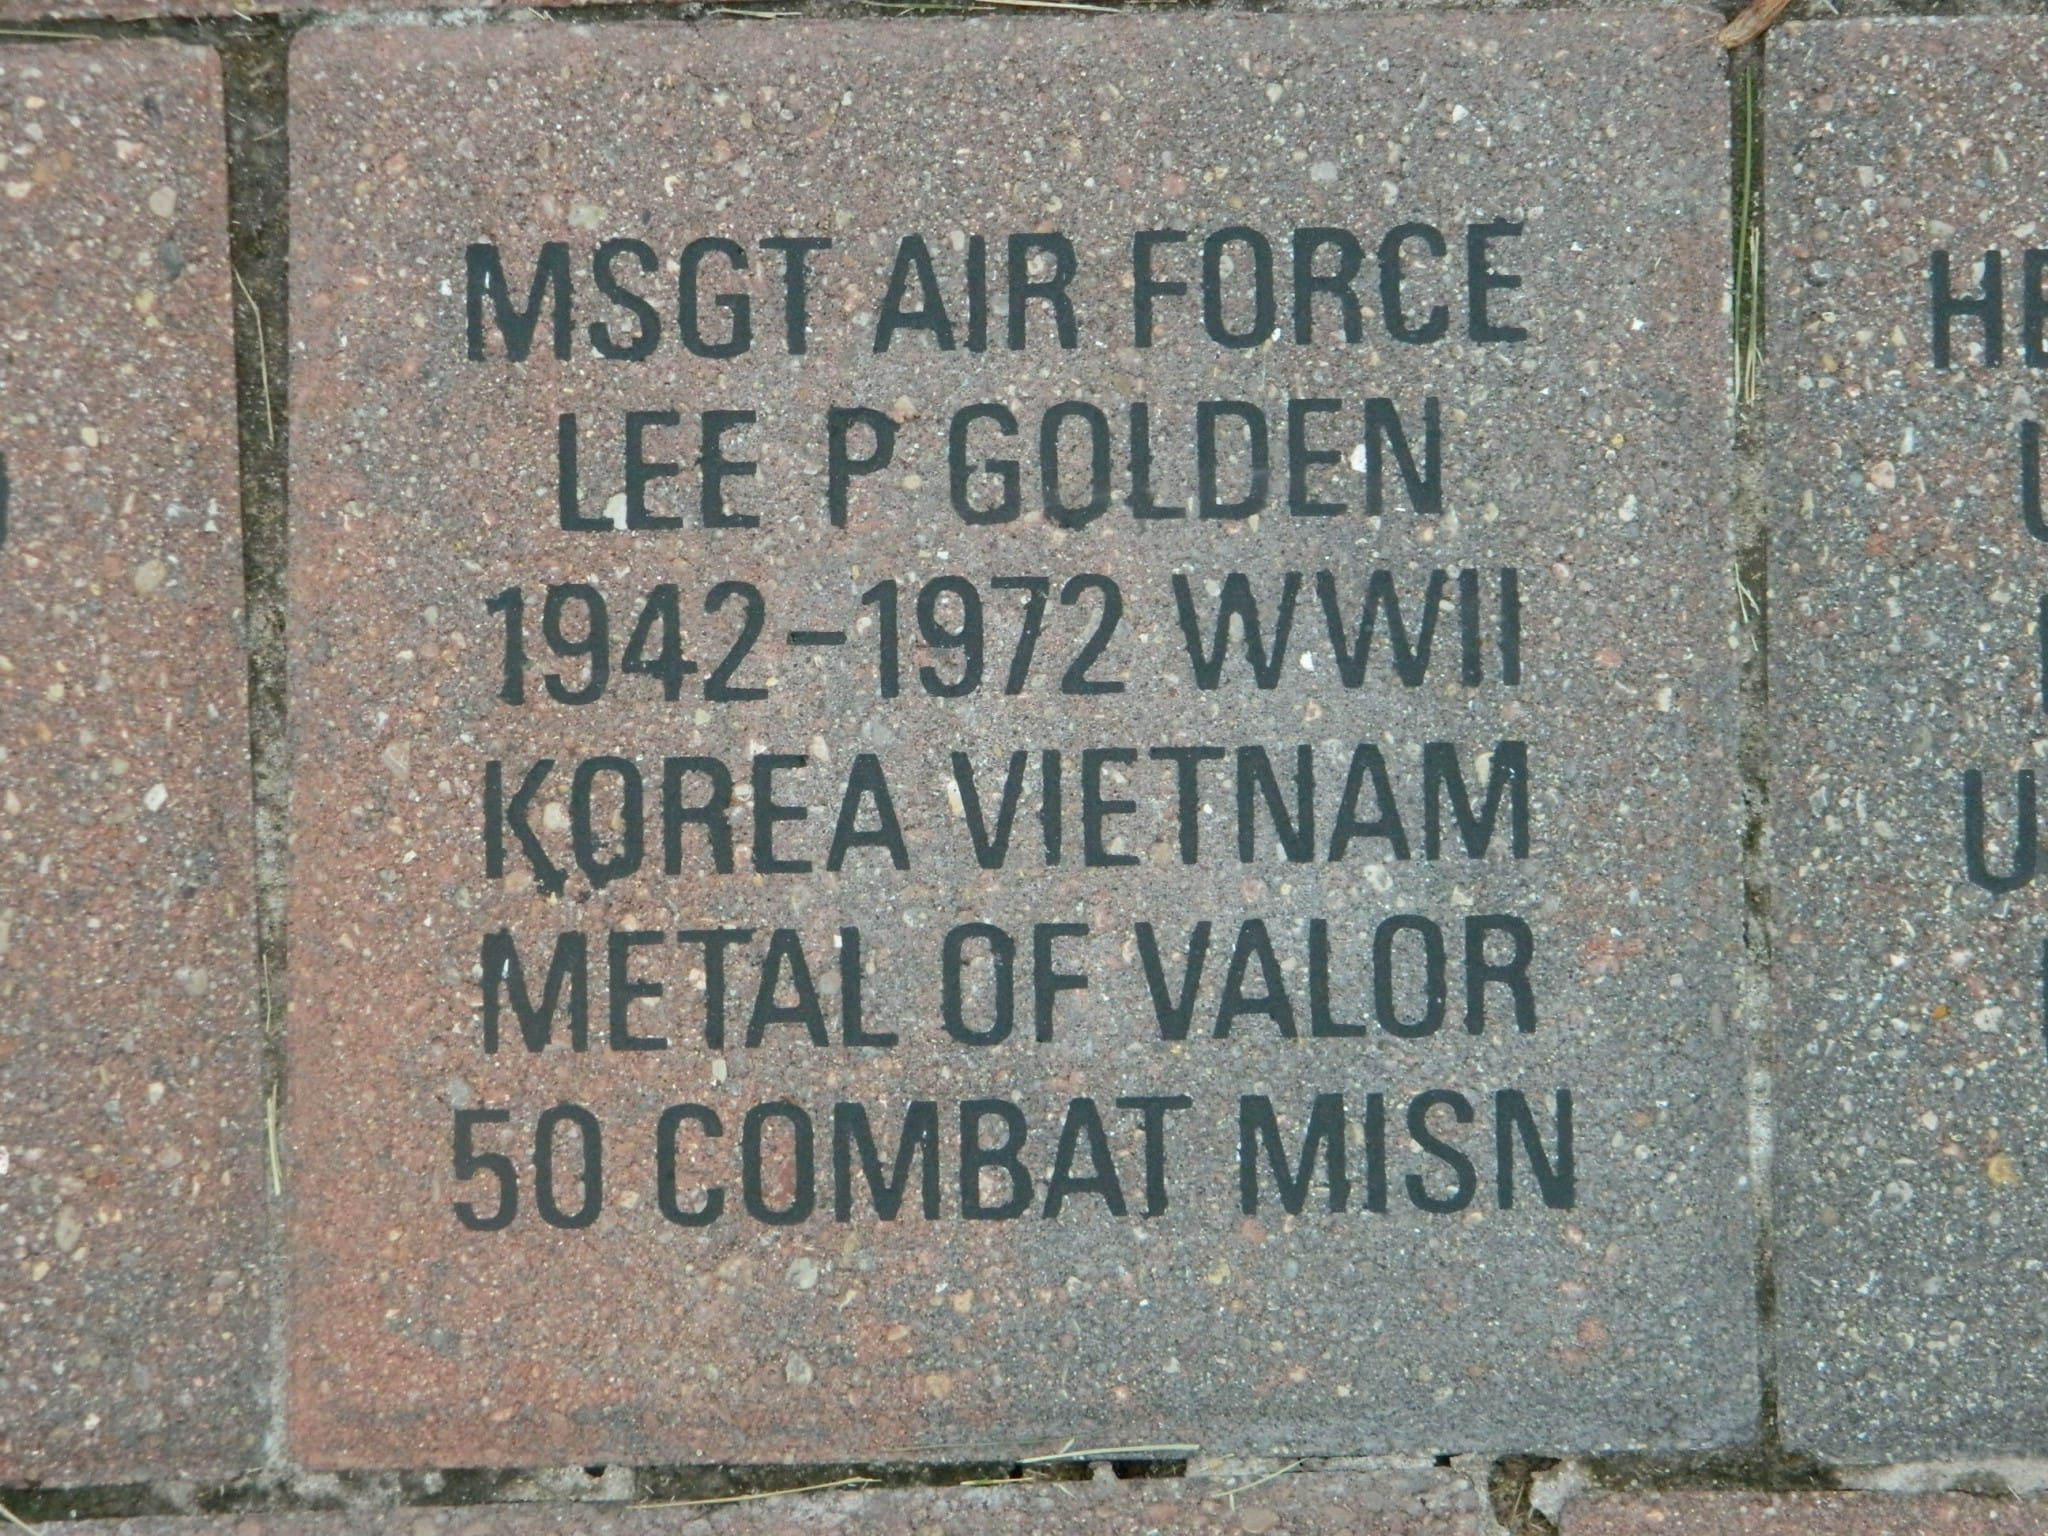 MSGT AIR FORCE
LEE P GOLDEN
1942-1972 WWII
KOREA VIETNAM
METAL OF VALOR
50 COMBAT MISN